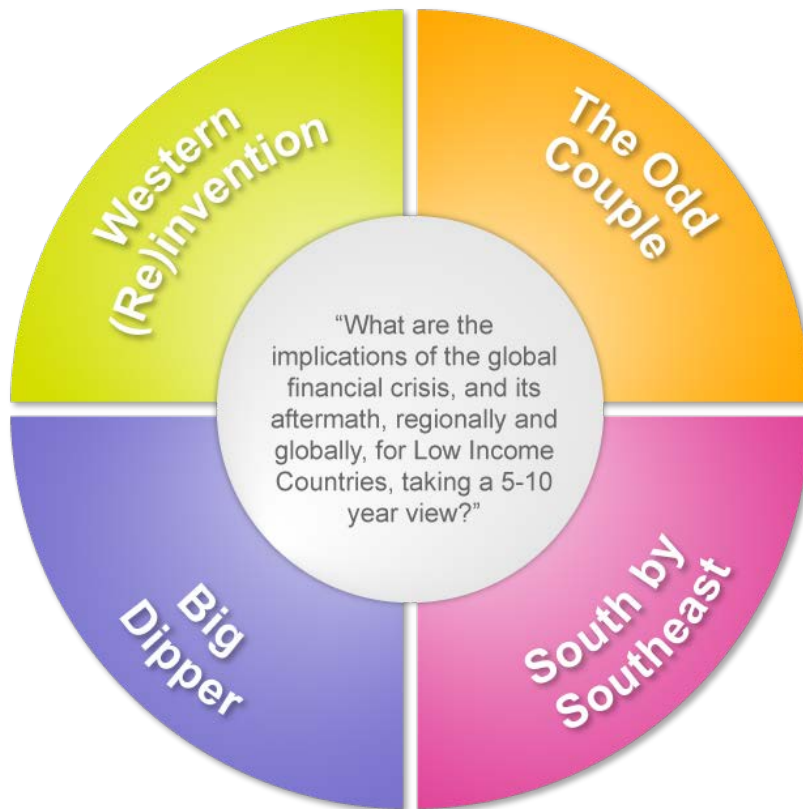 Western
(Re)invention
The Odd
Couple
“What are the
implications of the global
financial crisis, and its
aftermath, regionally and
globally, for Low Income
Countries, taking a 5-10
year view?”
Big
Dipper
South by
Southeast